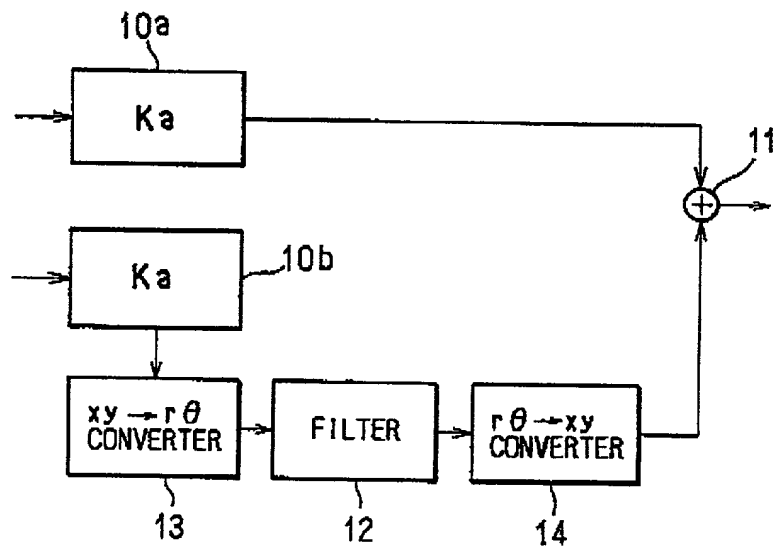 10a
Ka
11
+
10b
Ka
xy → rθ
CONVERTER
FILTER
rθ → xy
CONVERTER
13
12
14